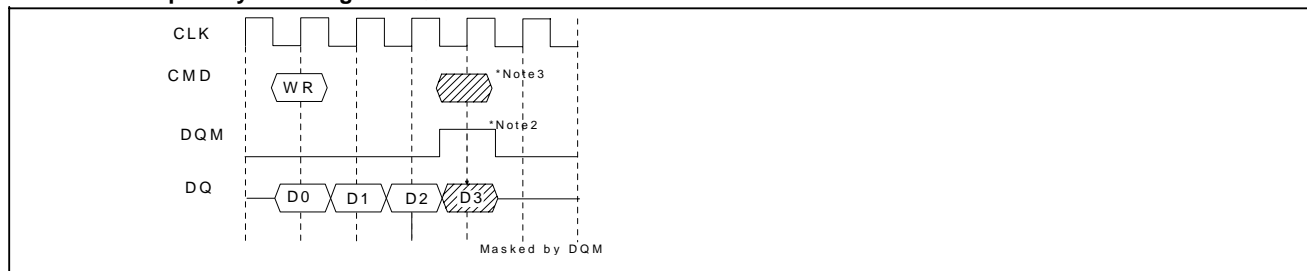 CLK
CMD
WR
*Note3
DQM
*Note2
DQ
D0 D1 D2 D3
Masked by DQM